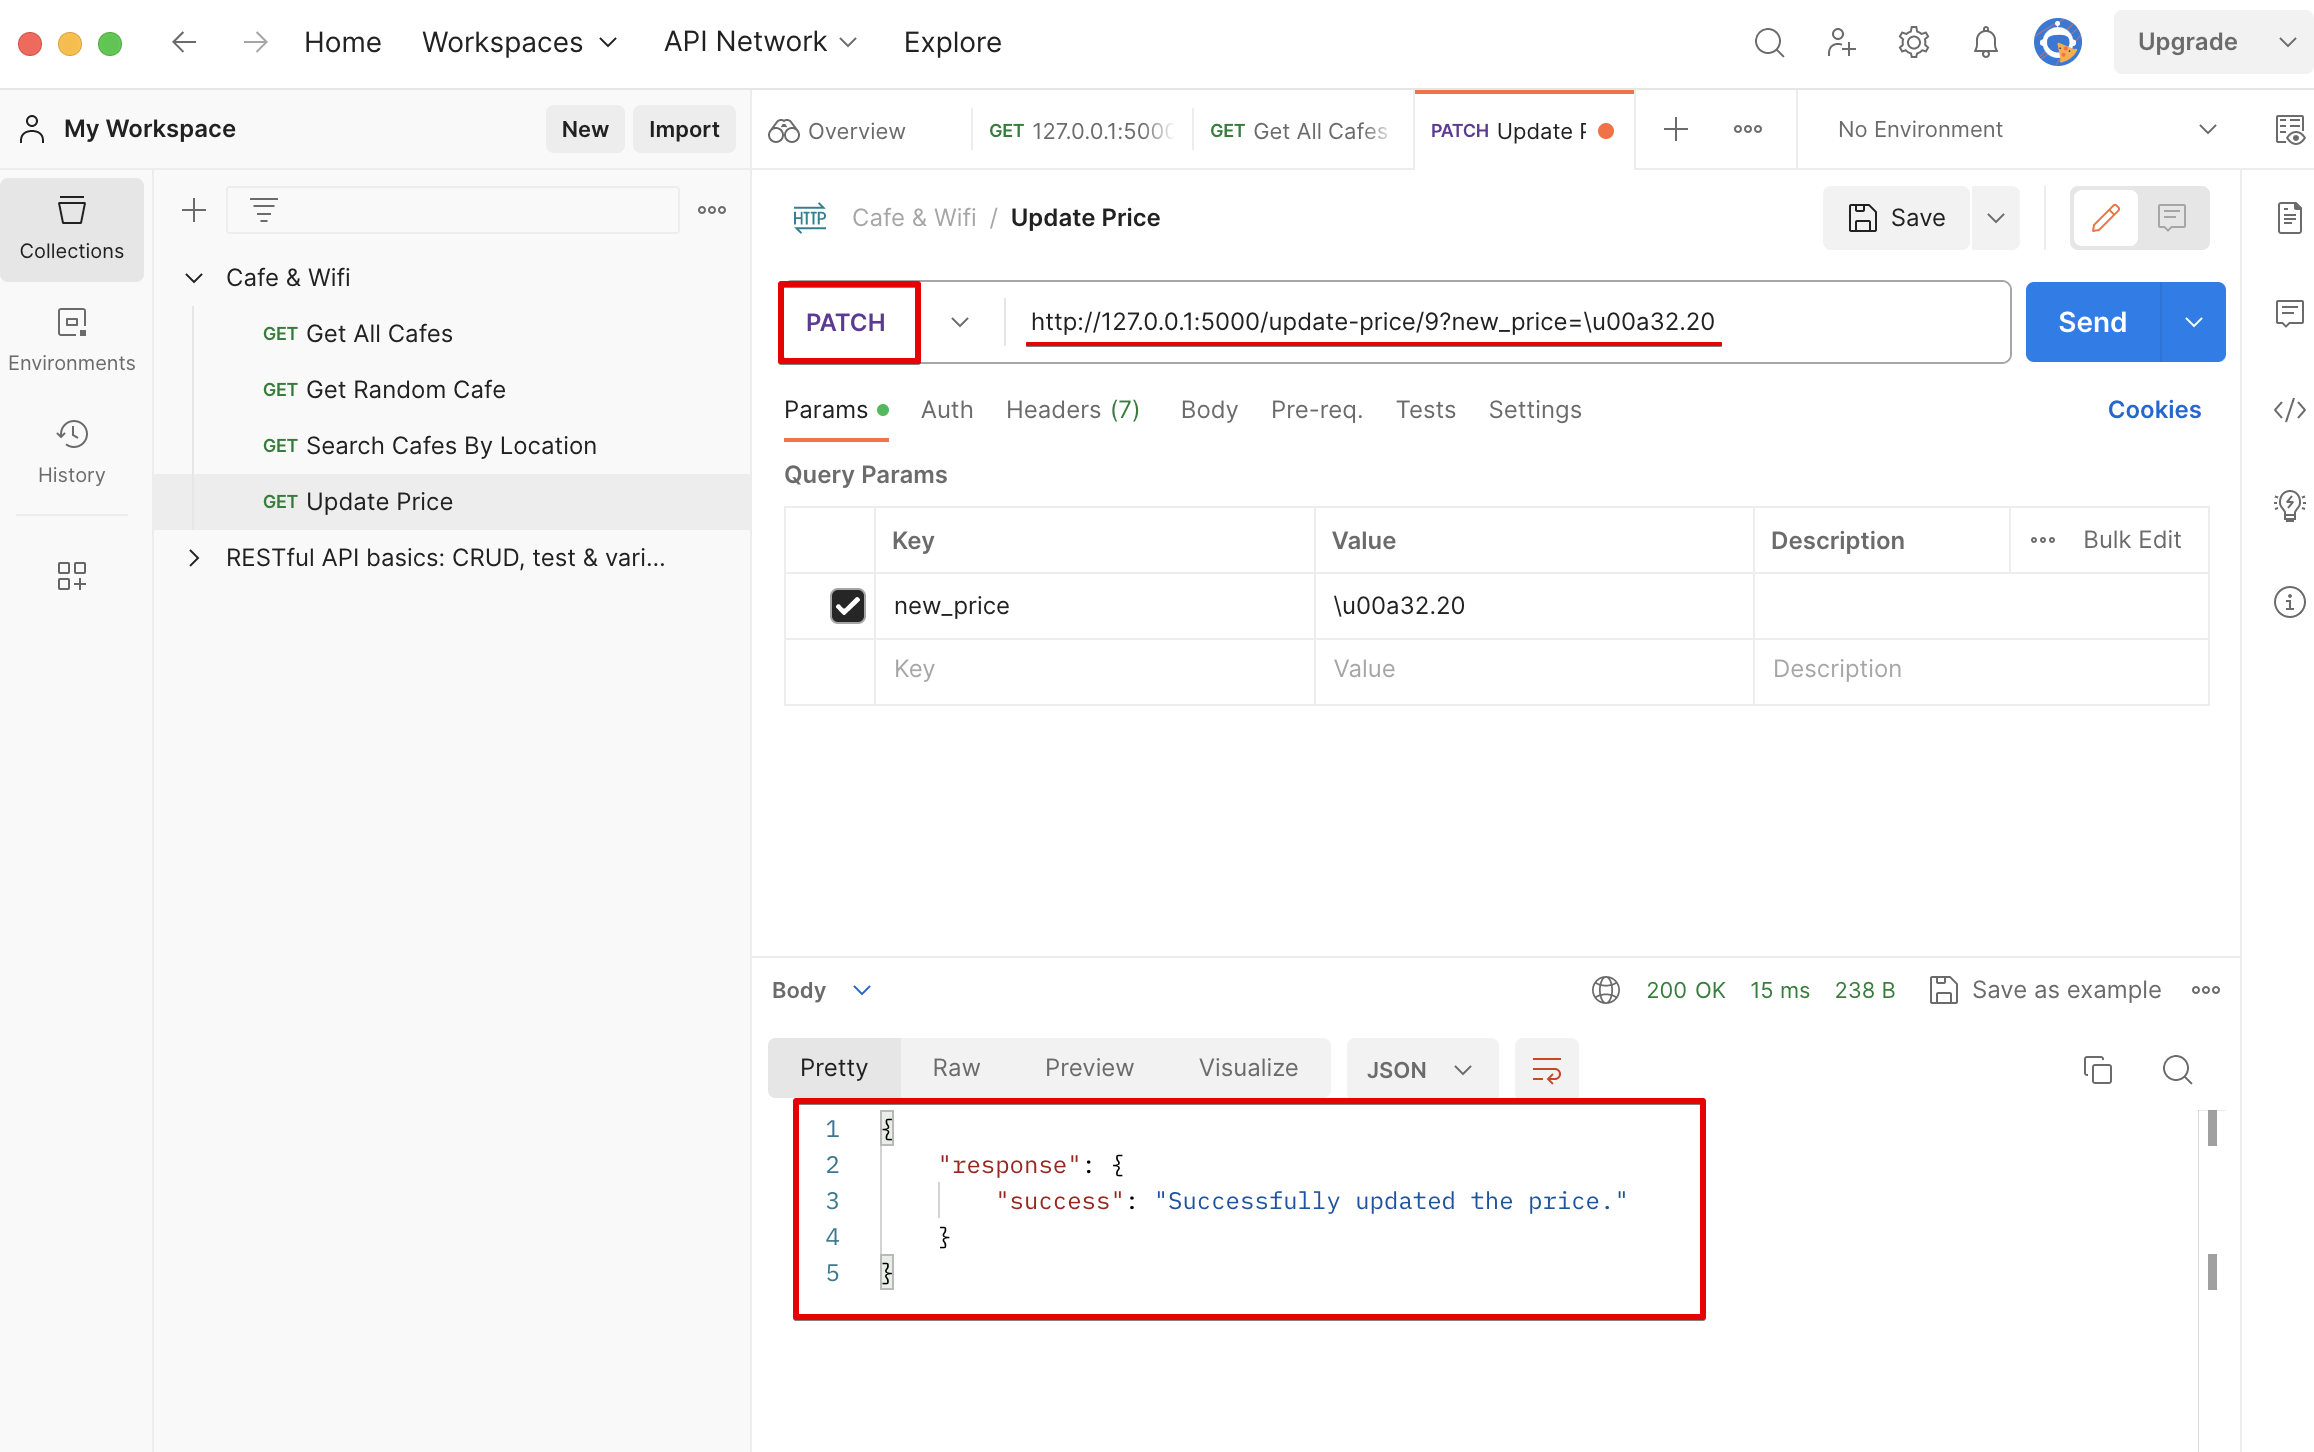 Home Workspaces API Network Explore Upgrade
My Workspace New Import
Overview GET 127.0.0.1:5000 GET Get All Cafes PATCH Update P No Environment
Collections
Environments
History
Cafe & Wifi
GET Get All Cafes
GET Get Random Cafe
GET Search Cafes By Location
GET Update Price
RESTful API basics: CRUD, test & vari...
HTTP Cafe & Wifi / Update Price Save
PATCH http://127.0.0.1:5000/update-price/9?new_price=\u00a32.20 Send
Params Auth Headers (7) Body Pre-req. Tests Settings Cookies
Query Params
Key Value Description Bulk Edit
new_price \u00a32.20
Key Value Description
Body 200 OK 15 ms 238 B Save as example
Pretty Raw Preview Visualize JSON
1 {
2 "response": {
3 "success": "Successfully updated the price."
4 }
5 }